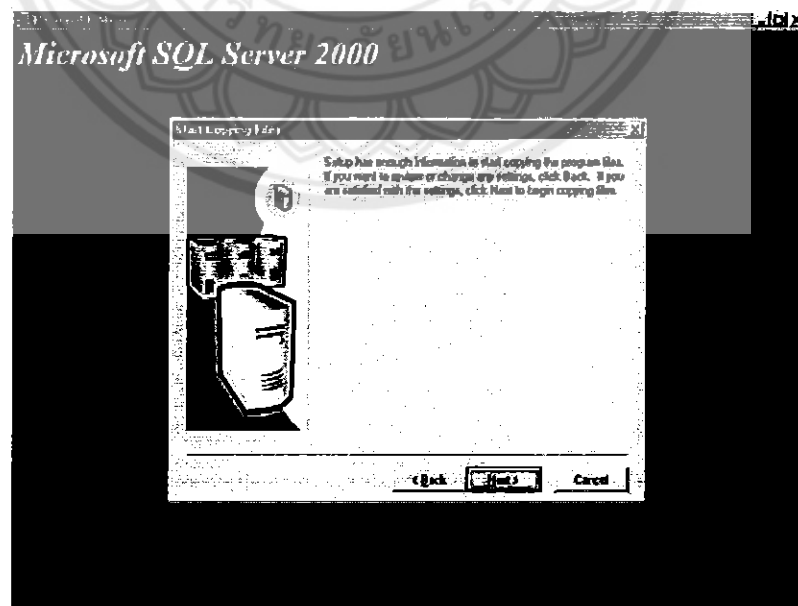 Microsoft SQL Server 2000
Start Copying Files
Setup has enough information to start copying the program files.
If you want to review or change any settings, click Back. If you
are satisfied with the settings, click Next to begin copying files.
< Back
Next >
Cancel